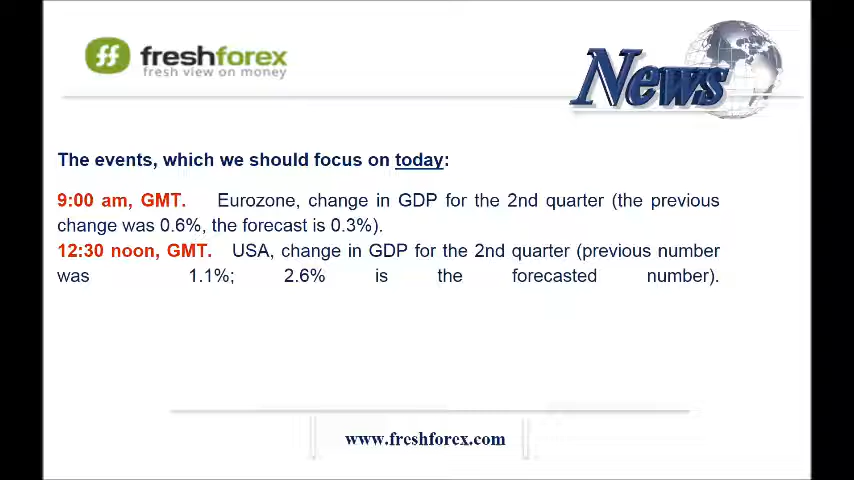 freshforex
fresh view on money
News
The events, which we should focus on today:
9:00 am, GMT. Eurozone, change in GDP for the 2nd quarter (the previous
change was 0.6%, the forecast is 0.3%).
12:30 noon, GMT. USA, change in GDP for the 2nd quarter (previous number
was 1.1%; 2.6% is the forecasted number).
www.freshforex.com